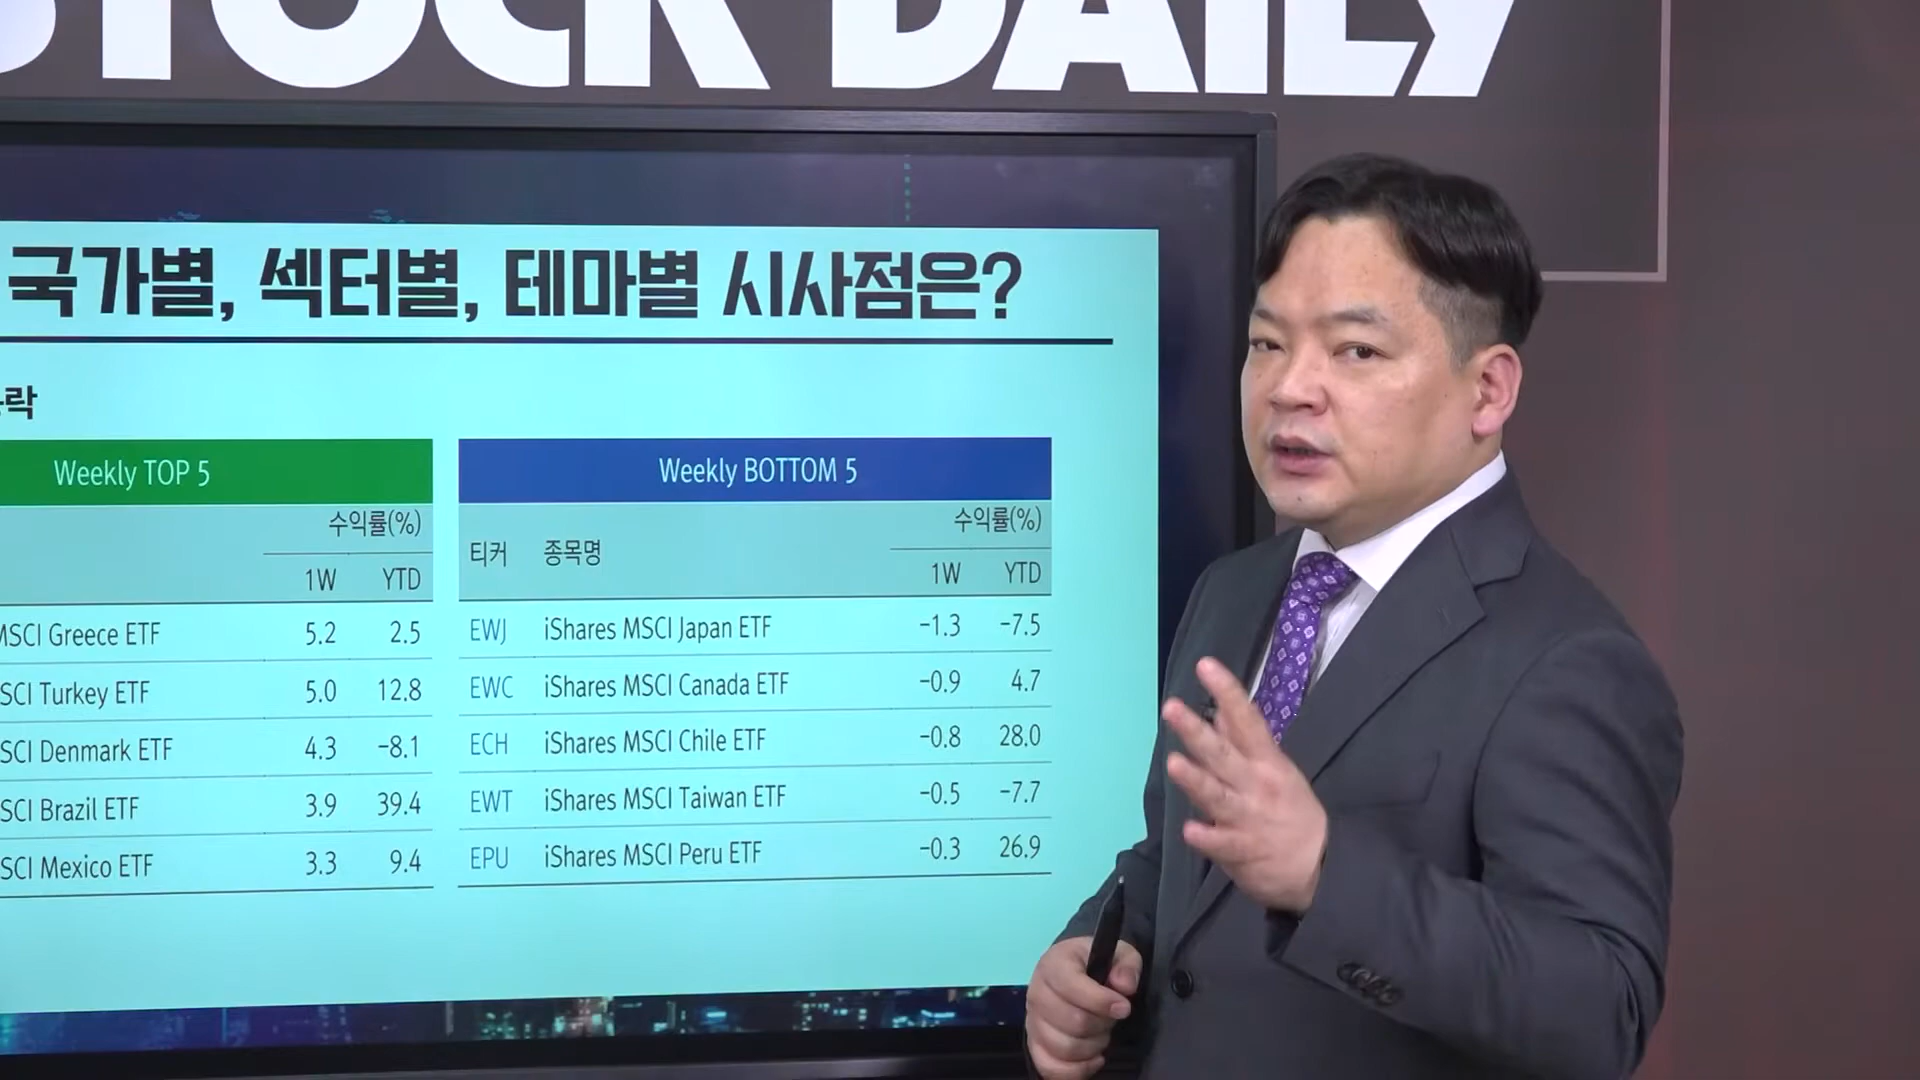 STOCK DAILY
국가별, 섹터별, 테마별 시사점은?
락
Weekly TOP 5
수익률(%)
1W YTD
MSCI Greece ETF 5.2 2.5
SCI Turkey ETF 5.0 12.8
SCI Denmark ETF 4.3 -8.1
SCI Brazil ETF 3.9 39.4
SCI Mexico ETF 3.3 9.4
Weekly BOTTOM 5
티커 종목명 수익률(%)
1W YTD
EWJ iShares MSCI Japan ETF -1.3 -7.5
EWC iShares MSCI Canada ETF -0.9 4.7
ECH iShares MSCI Chile ETF -0.8 28.0
EWT iShares MSCI Taiwan ETF -0.5 -7.7
EPU iShares MSCI Peru ETF -0.3 26.9